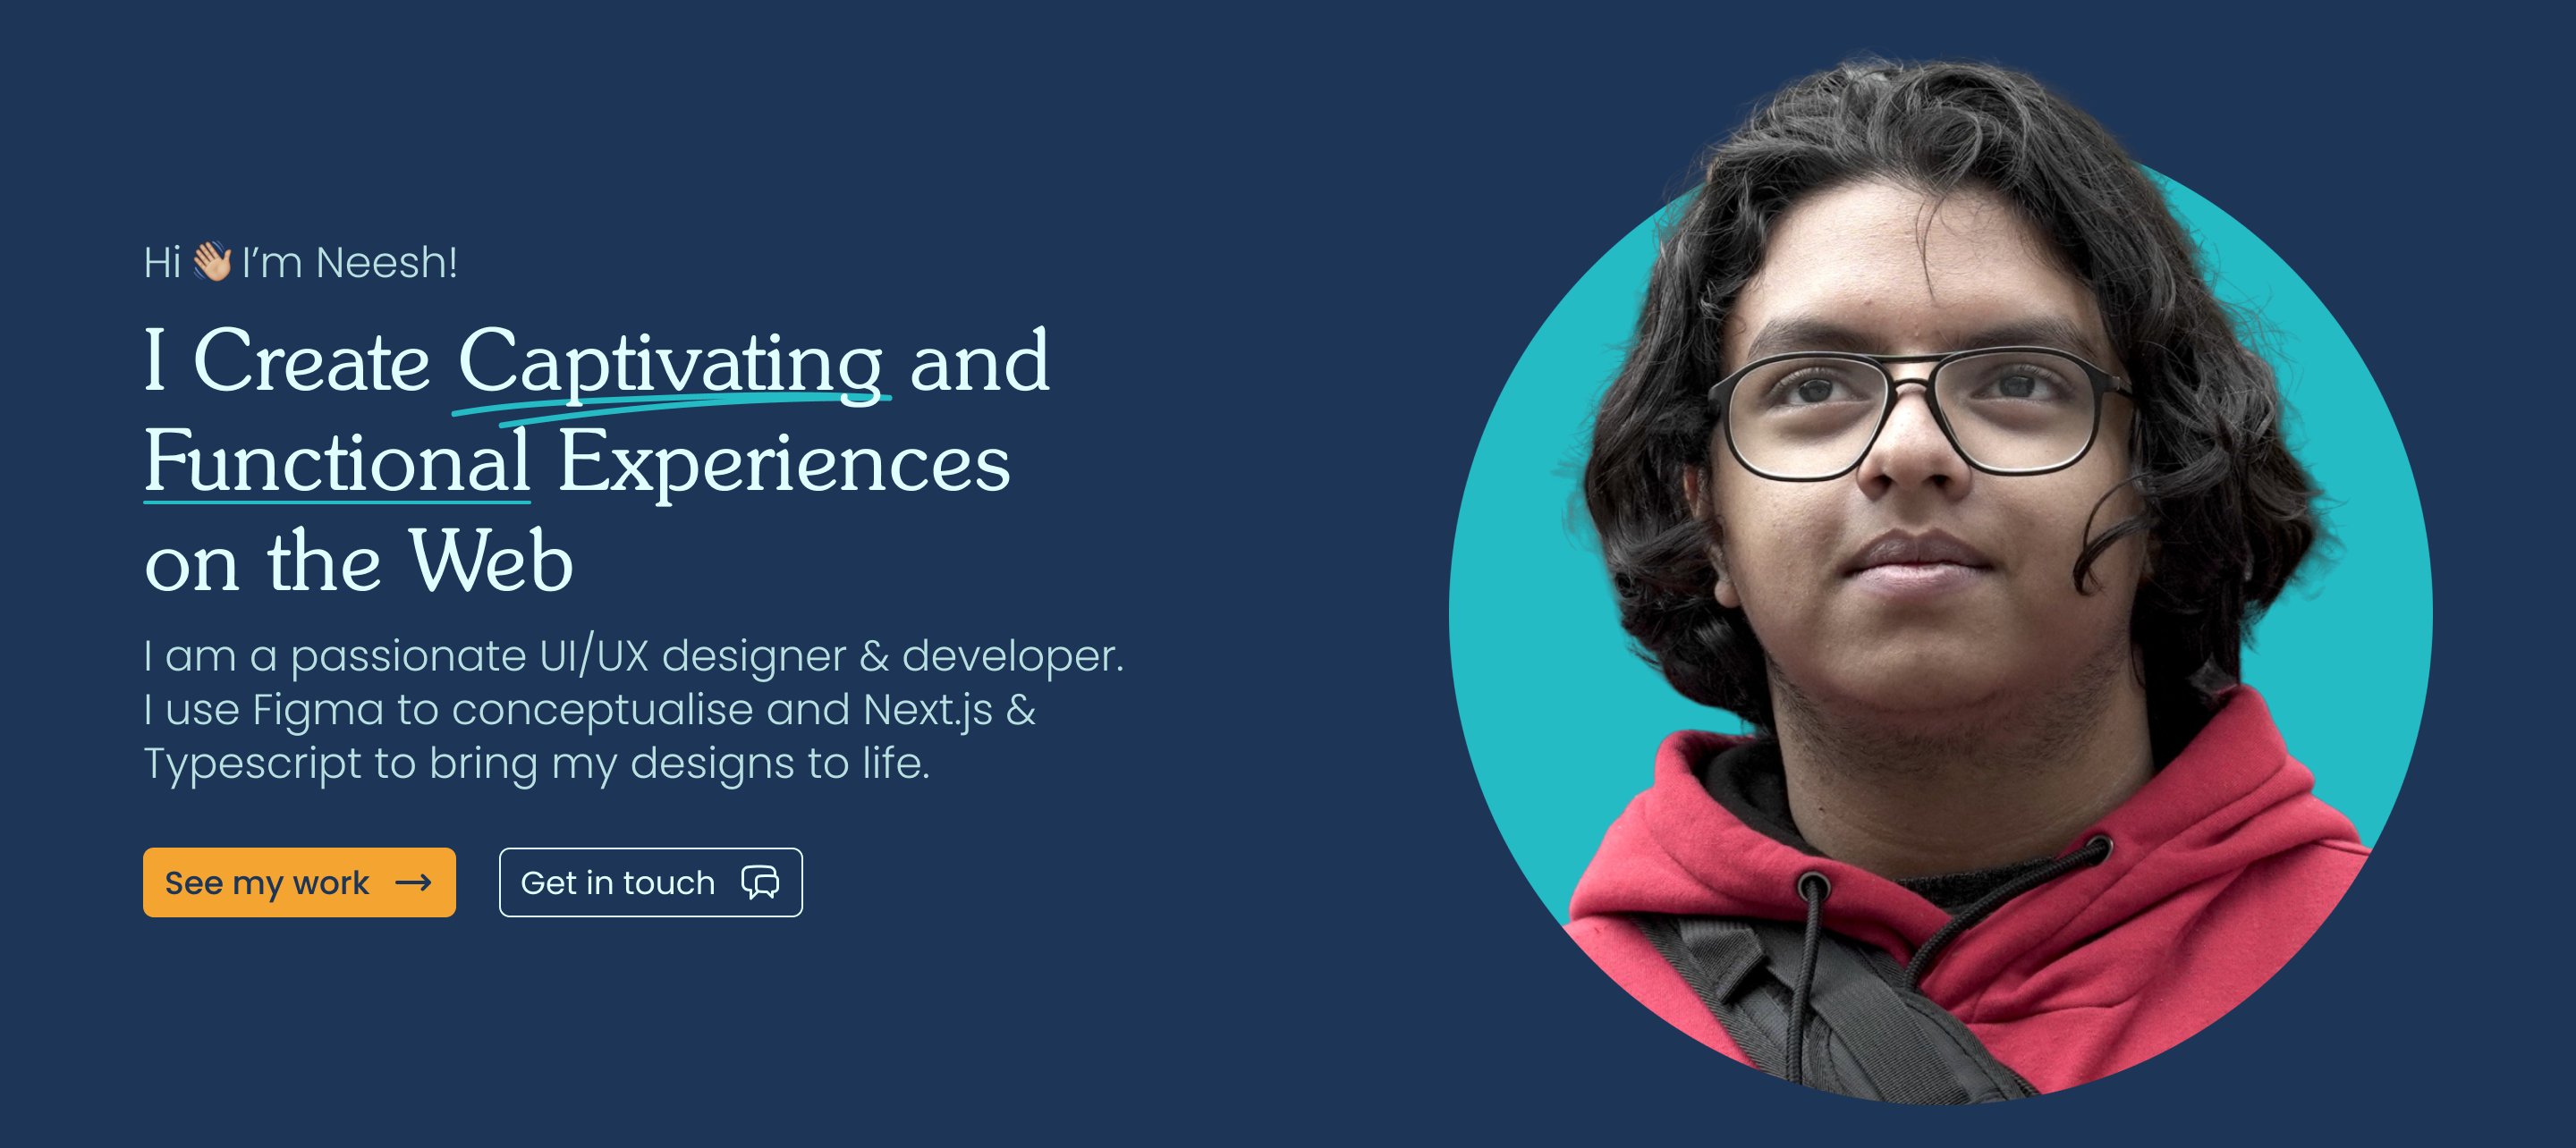 Hi 👋🏼 I’m Neesh!
I Create Captivating and
Functional Experiences
on the Web
I am a passionate UI/UX designer & developer.
I use Figma to conceptualise and Next.js &
Typescript to bring my designs to life.
See my work →
Get in touch